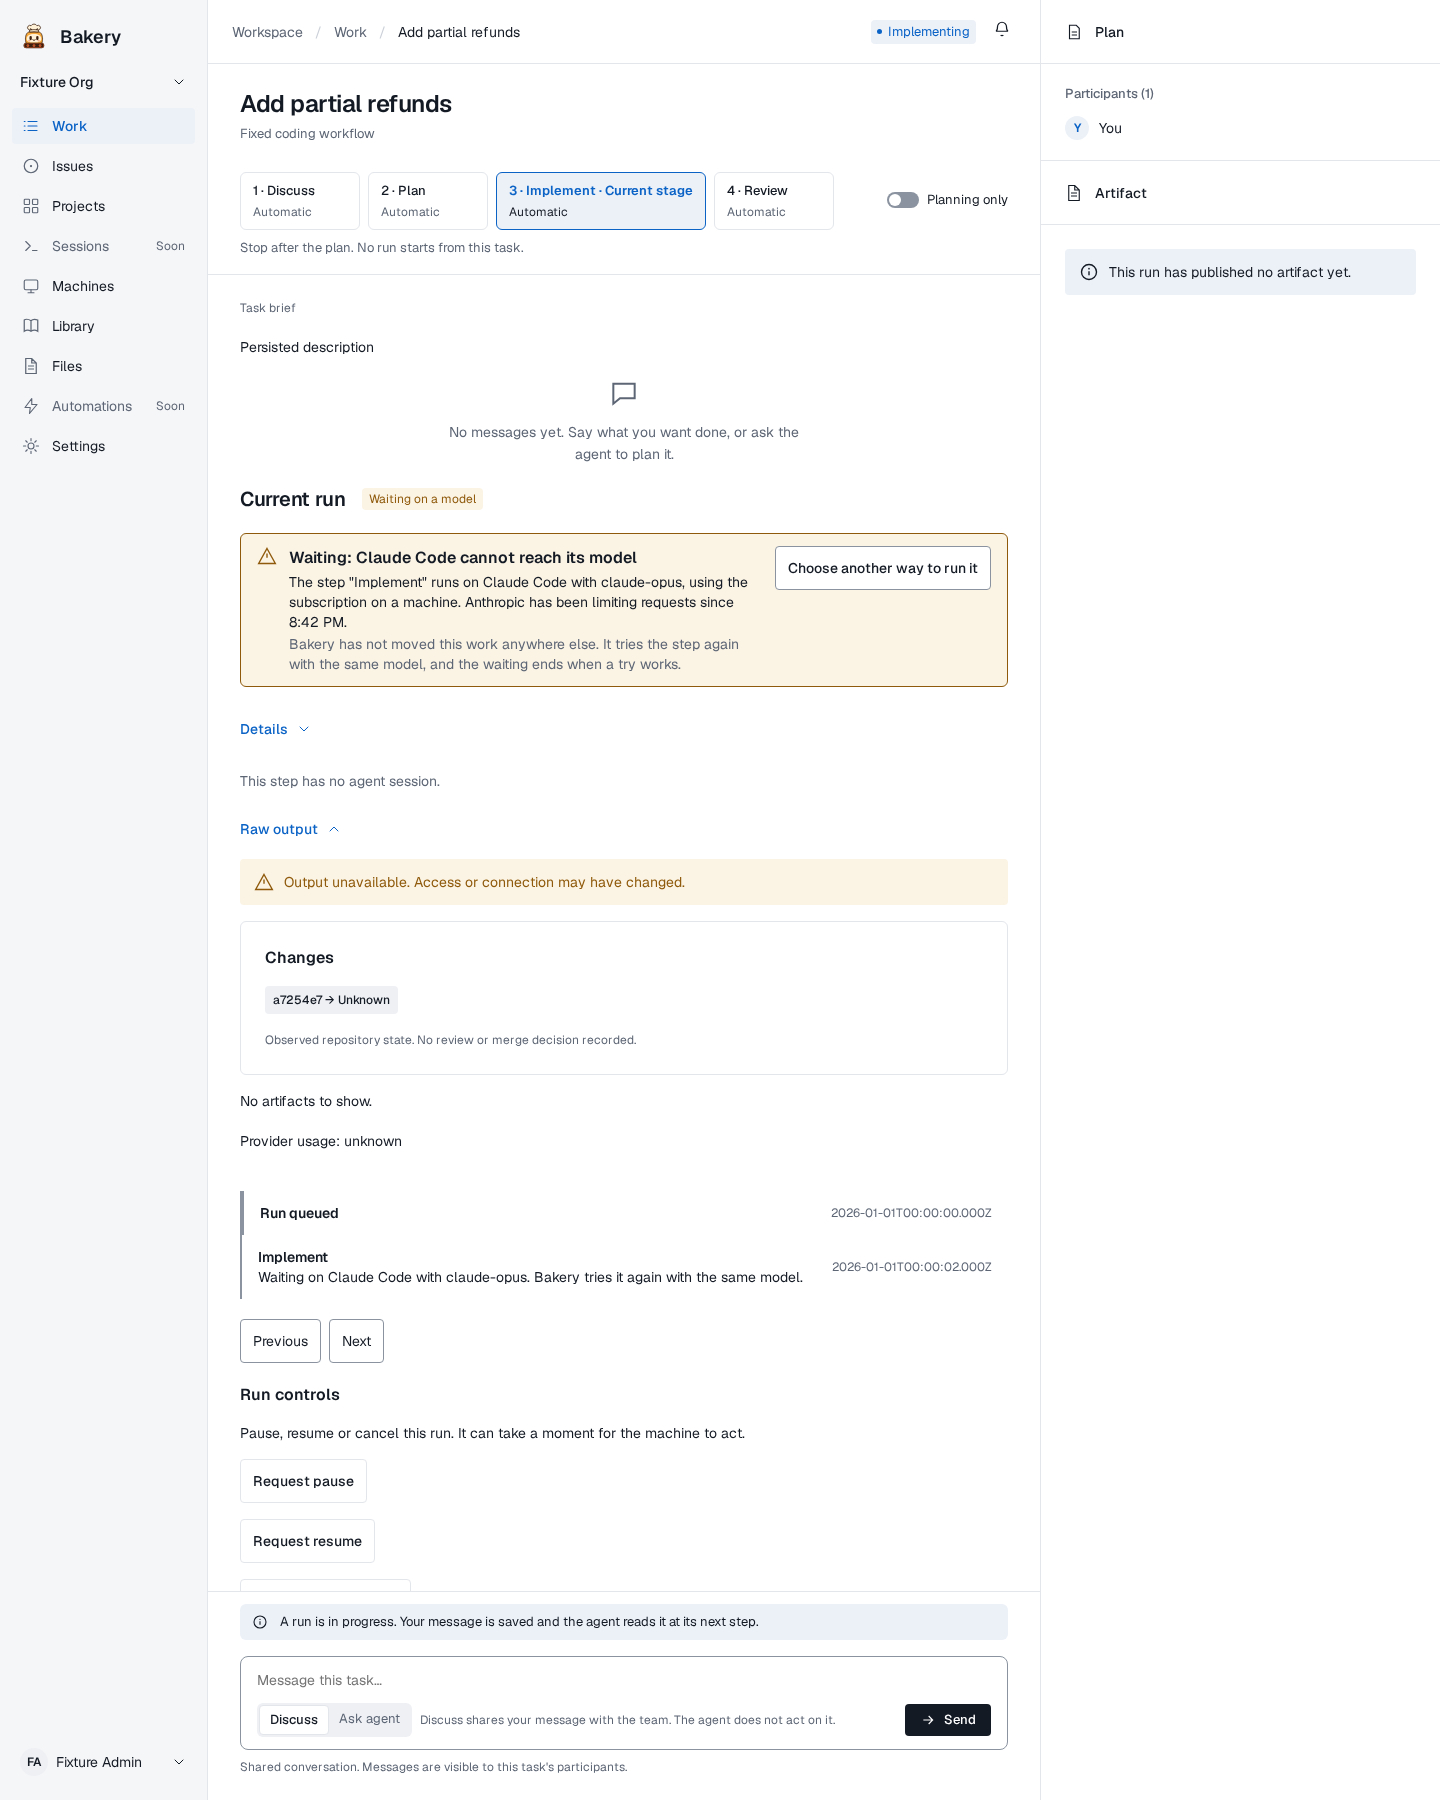 Bakery
Fixture Org
Work
Issues
Projects
Sessions Soon
Machines
Library
Files
Automations Soon
Settings
FA Fixture Admin
Workspace / Work / Add partial refunds
Implementing
Add partial refunds
Fixed coding workflow
1 · Discuss
Automatic
2 · Plan
Automatic
3 · Implement · Current stage
Automatic
4 · Review
Automatic
Planning only
Stop after the plan. No run starts from this task.
Task brief
Persisted description
No messages yet. Say what you want done, or ask the
agent to plan it.
Current run Waiting on a model
Waiting: Claude Code cannot reach its model
The step "Implement" runs on Claude Code with claude-opus, using the
subscription on a machine. Anthropic has been limiting requests since
8:42 PM.
Bakery has not moved this work anywhere else. It tries the step again
with the same model, and the waiting ends when a try works.
Choose another way to run it
Details
This step has no agent session.
Raw output
Output unavailable. Access or connection may have changed.
Changes
a7254e7 → Unknown
Observed repository state. No review or merge decision recorded.
No artifacts to show.
Provider usage: unknown
Run queued 2026-01-01T00:00:00.000Z
Implement
Waiting on Claude Code with claude-opus. Bakery tries it again with the same model. 2026-01-01T00:00:02.000Z
Previous Next
Run controls
Pause, resume or cancel this run. It can take a moment for the machine to act.
Request pause
Request resume
A run is in progress. Your message is saved and the agent reads it at its next step.
Message this task...
Discuss Ask agent Discuss shares your message with the team. The agent does not act on it. → Send
Shared conversation. Messages are visible to this task's participants.
Plan
Participants (1)
Y You
Artifact
This run has published no artifact yet.